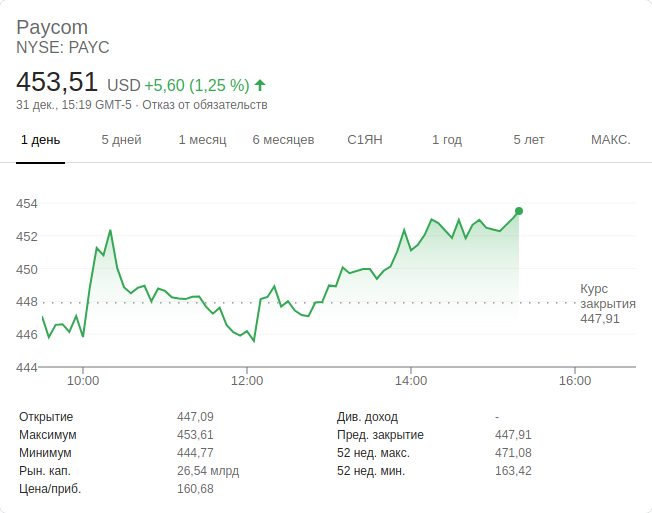 Paycom
NYSE: PAYC
453,51 USD +5,60 (1,25 %)
31 дек., 15:19 GMT-5 · Отказ от обязательств
1 день 5 дней 1 месяц 6 месяцев С1ЯН 1 год 5 лет МАКС.
454
452
450
448
446
444
Курс
закрытия
447,91
10:00 12:00 14:00 16:00
Открытие 447,09 Див. доход -
Максимум 453,61 Пред. закрытие 447,91
Минимум 444,77 52 нед. макс. 471,08
Рын. кап. 26,54 млрд 52 нед. мин. 163,42
Цена/приб. 160,68